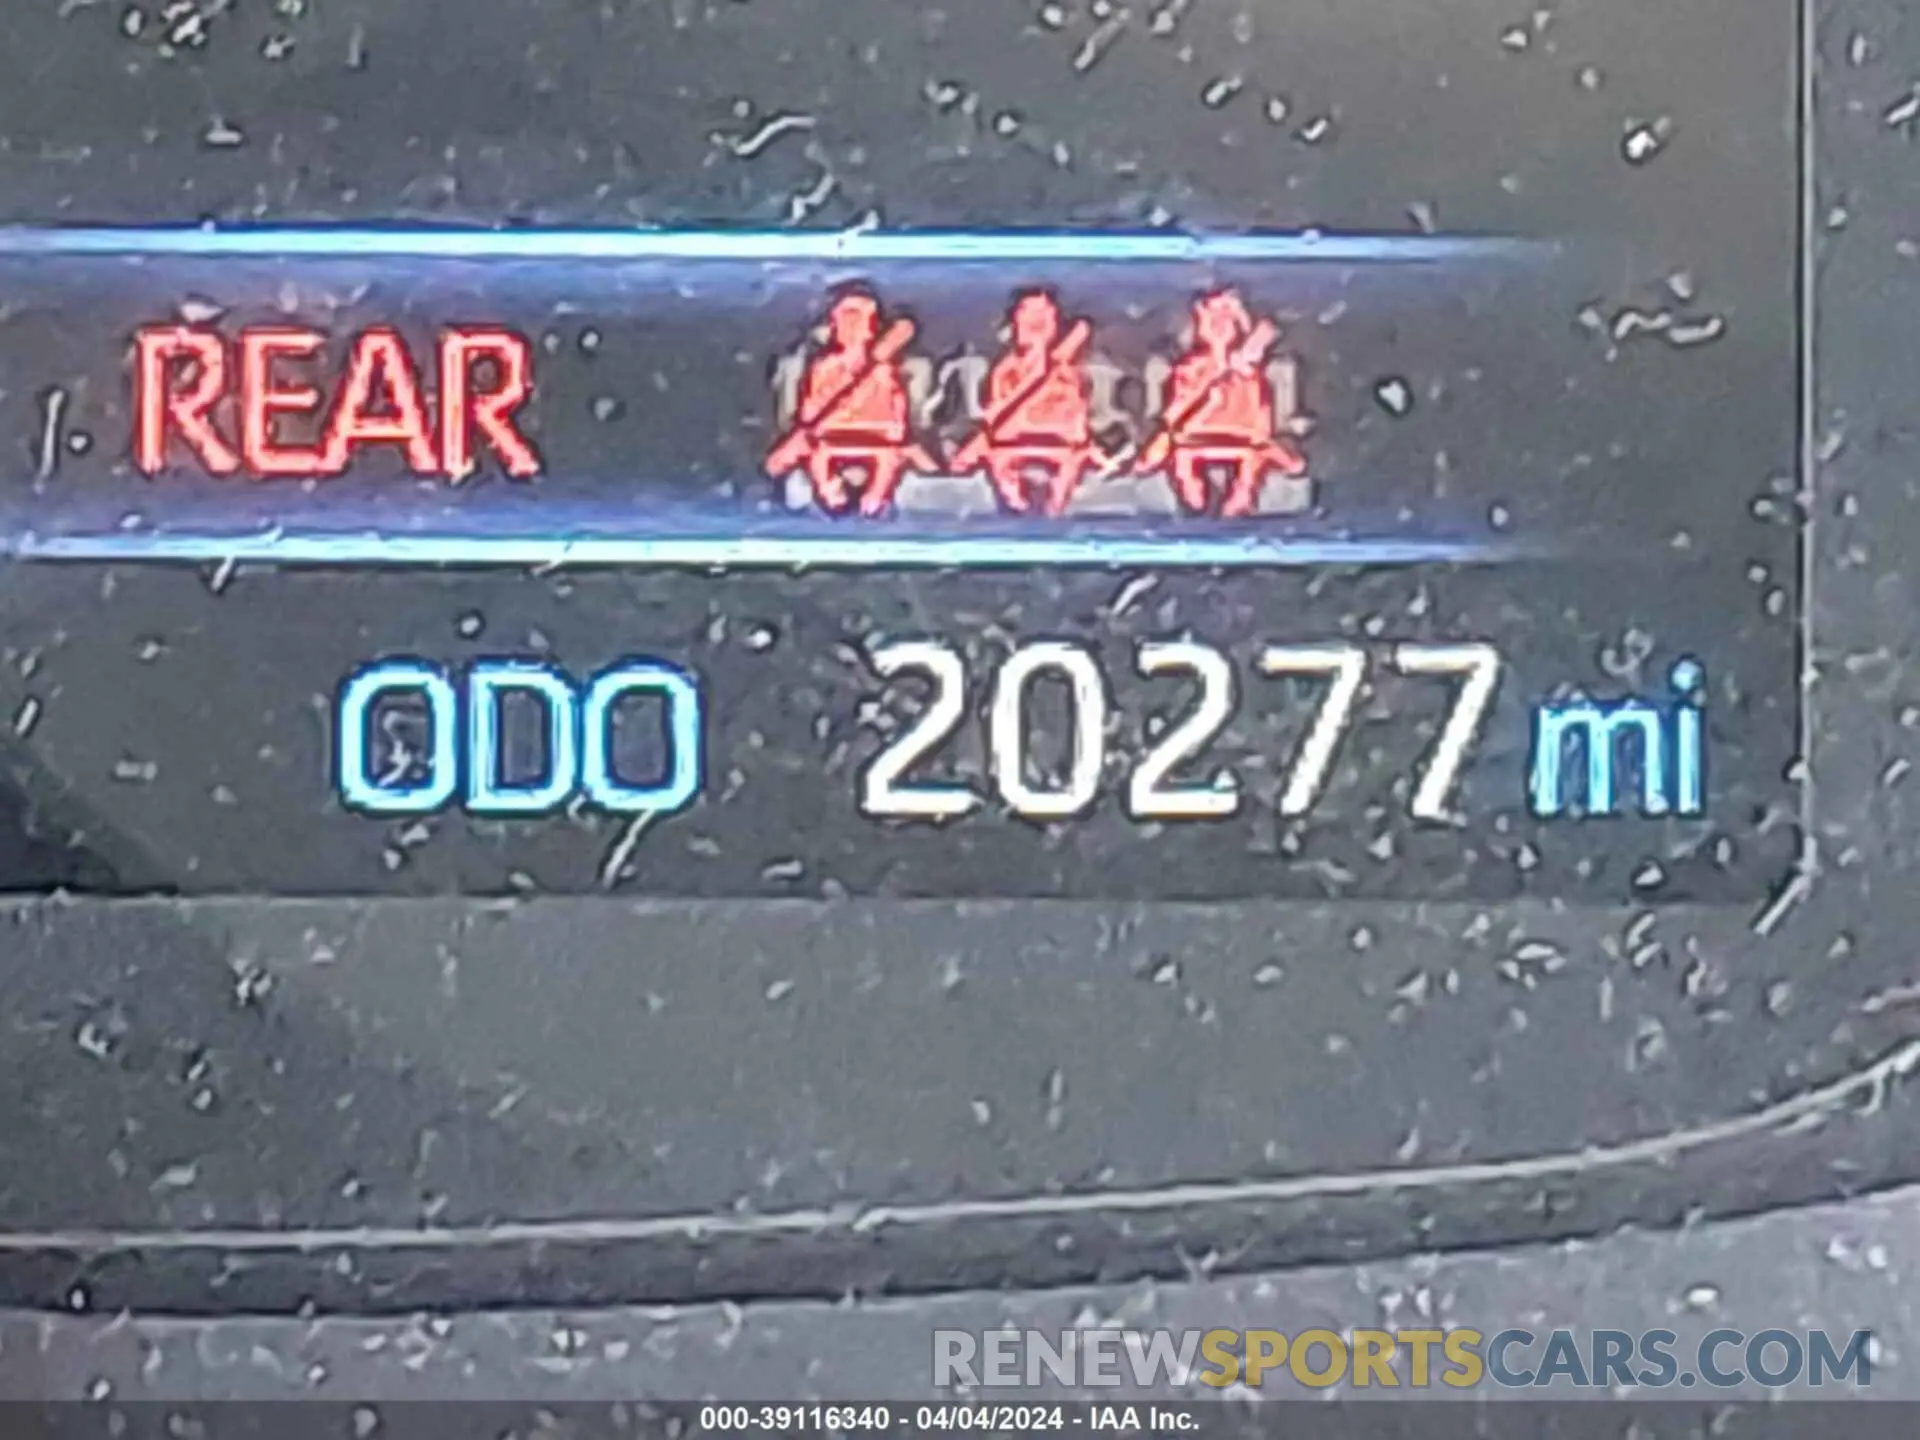 REAR
ODO 20277 mi
RENEWSPORTSCARS.COM
000-39116340 - 04/04/2024 - IAA Inc.